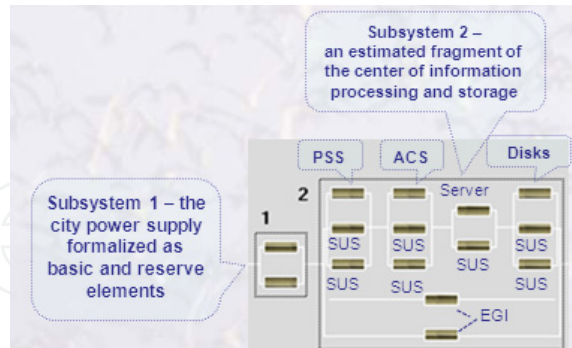 Subsystem 2 –
an estimated fragment of
the center of information
processing and storage
PSS
ACS
Disks
Subsystem 1 – the
city power supply
formalized as
basic and reserve
elements
1
2
Server
SUS
SUS
SUS
SUS
SUS
SUS
SUS
EGI